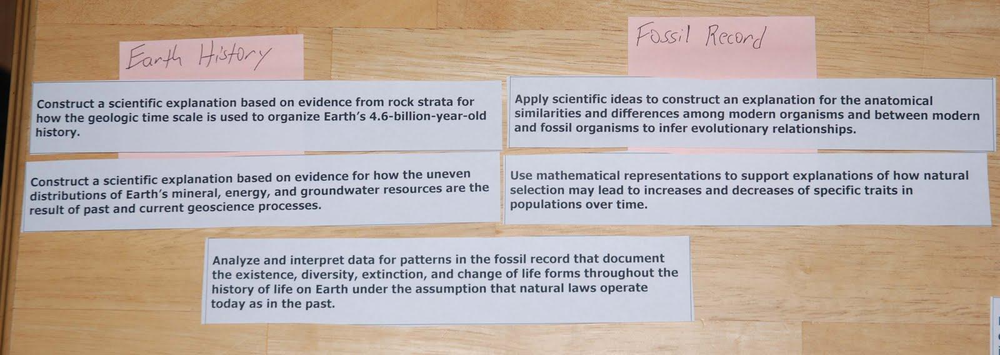 Earth History
Construct a scientific explanation based on evidence from rock strata for
how the geologic time scale is used to organize Earth's 4.6-billion-year-old
history.
Construct a scientific explanation based on evidence for how the uneven
distributions of Earth's mineral, energy, and groundwater resources are the
result of past and current geoscience processes.
Fossil Record
Apply scientific ideas to construct an explanation for the anatomical
similarities and differences among modern organisms and between modern
and fossil organisms to infer evolutionary relationships.
Use mathematical representations to support explanations of how natural
selection may lead to increases and decreases of specific traits in
populations over time.
Analyze and interpret data for patterns in the fossil record that document
the existence, diversity, extinction, and change of life forms throughout the
history of life on Earth under the assumption that natural laws operate
today as in the past.